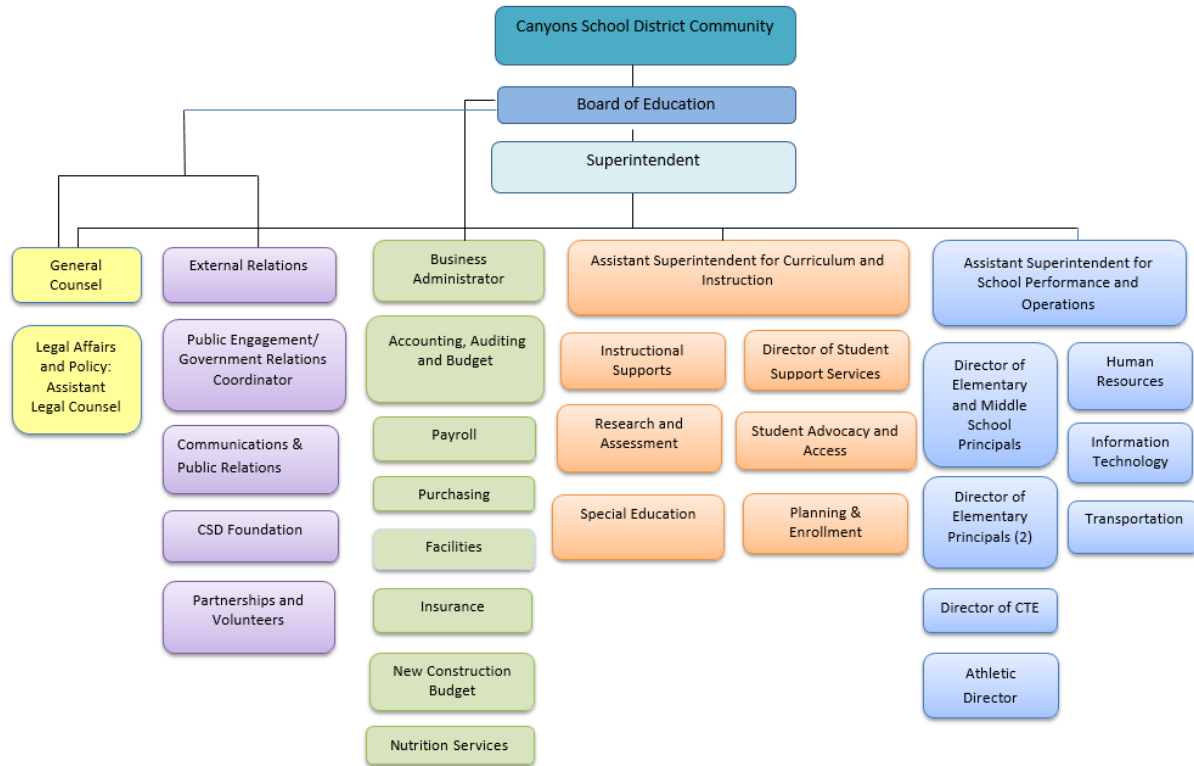 Canyons School District Community
Board of Education
Superintendent
General
Counsel
Legal Affairs
and Policy:
Assistant
Legal Counsel
External Relations
Public Engagement/
Government Relations
Coordinator
Communications &
Public Relations
CSD Foundation
Partnerships and
Volunteers
Business
Administrator
Accounting, Auditing
and Budget
Payroll
Purchasing
Facilities
Insurance
New Construction
Budget
Nutrition Services
Assistant Superintendent for Curriculum and
Instruction
Instructional
Supports
Research and
Assessment
Special Education
Director of Student
Support Services
Student Advocacy and
Access
Planning &
Enrollment
Assistant Superintendent for
School Performance and
Operations
Director of
Elementary
and Middle
School
Principals
Director of
Elementary
Principals (2)
Director of CTE
Athletic
Director
Human
Resources
Information
Technology
Transportation